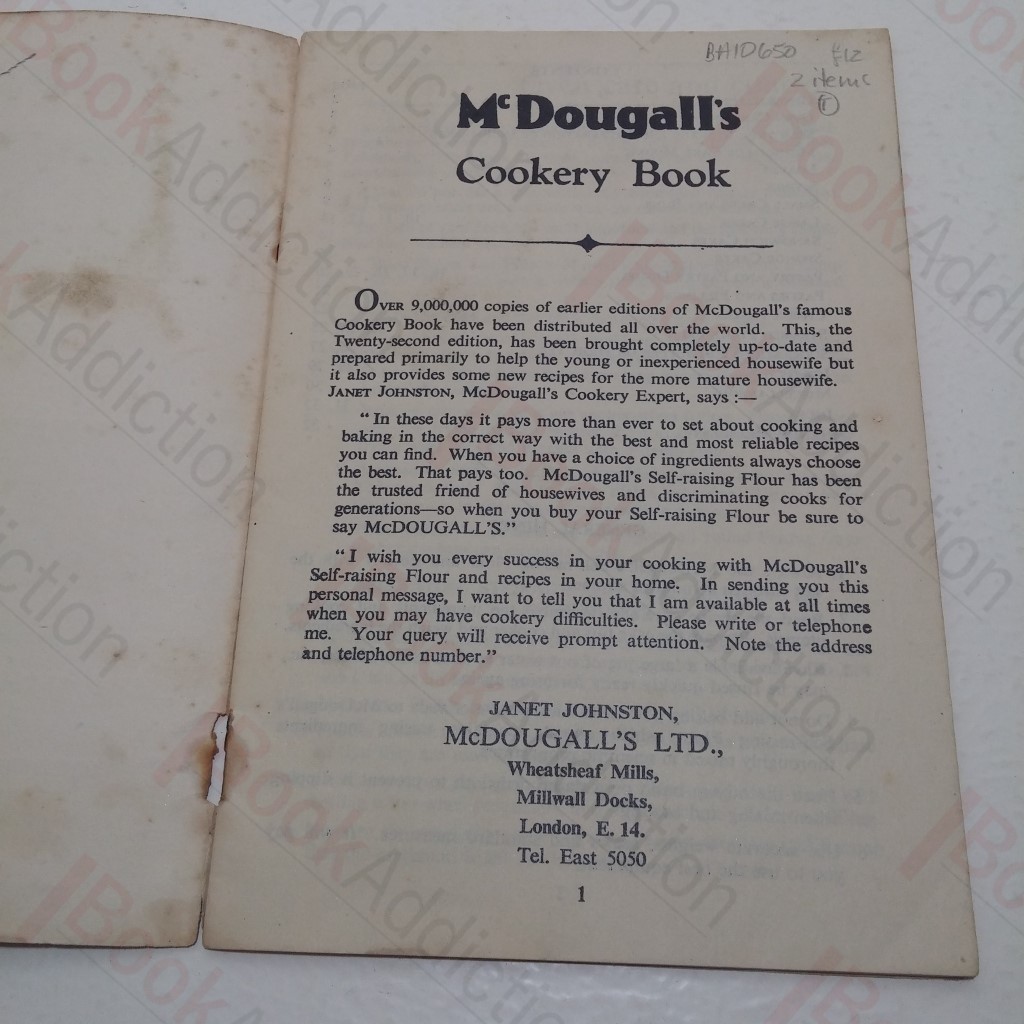 BA1D650 £12
2 items
1
McDougall's
Cookery Book
OVER 9,000,000 copies of earlier editions of McDougall's famous
Cookery Book have been distributed all over the world. This, the
Twenty-second edition, has been brought completely up-to-date and
prepared primarily to help the young or inexperienced housewife but
it also provides some new recipes for the more mature housewife.
JANET JOHNSTON, McDougall's Cookery Expert, says :—
“In these days it pays more than ever to set about cooking and
baking in the correct way with the best and most reliable recipes
you can find. When you have a choice of ingredients always choose
the best. That pays too. McDougall's Self-raising Flour has been
the trusted friend of housewives and discriminating cooks for
generations—so when you buy your Self-raising Flour be sure to
say McDOUGALL'S.”
“I wish you every success in your cooking with McDougall's
Self-raising Flour and recipes in your home. In sending you this
personal message, I want to tell you that I am available at all times
when you may have cookery difficulties. Please write or telephone
me. Your query will receive prompt attention. Note the address
and telephone number.”
JANET JOHNSTON,
McDOUGALL'S LTD.,
Wheatsheaf Mills,
Millwall Docks,
London, E. 14.
Tel. East 5050
1
BookAddiction